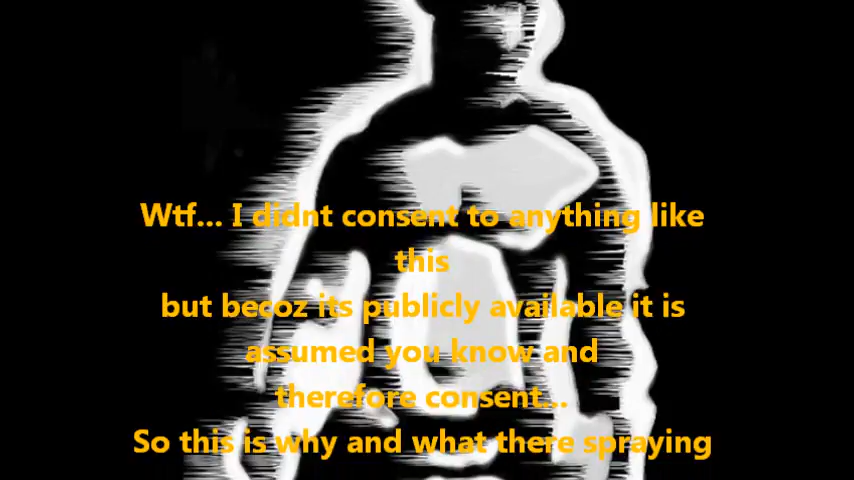 Wtf... I didnt consent to anything like
this
but becoz its publicly available it is
assumed you know and
therefore consent...
So this is why and what there spraying